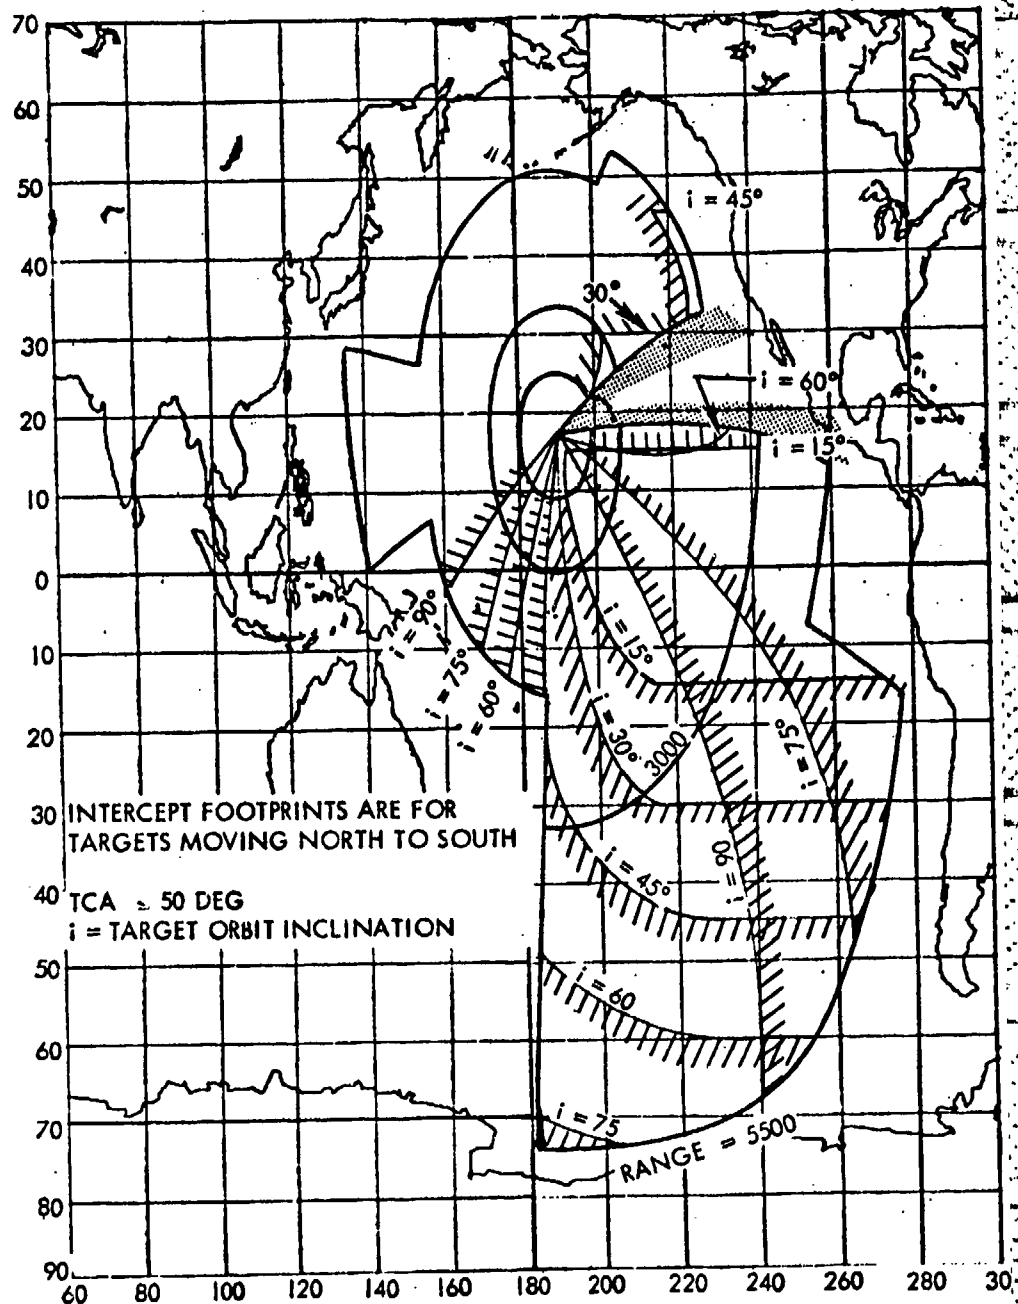 70
60
50
40
30
20
10
0
10
20
30
40
50
60
70
80
90
i = 45°
30°
i = 60°
i = 15°
i = 90°
i = 75°
i = 60°
i = 15°
i = 30°
3000
i = 75°
i = 90
i = 45°
i = 60
i = 75
RANGE = 5500
INTERCEPT FOOTPRINTS ARE FOR
TARGETS MOVING NORTH TO SOUTH
TCA ≥ 50 DEG
i = TARGET ORBIT INCLINATION
60 80 100 120 140 160 180 200 220 240 260 280 30